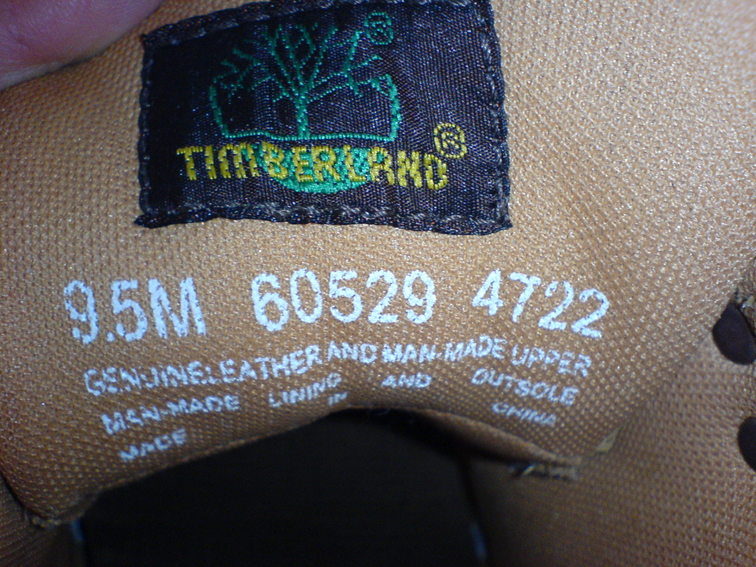 ®
TIMBERLAND®
9.5M 60529 4722
GENUINE LEATHER AND MAN-MADE UPPER
MAN-MADE LINING AND OUTSOLE
MADE IN CHINA